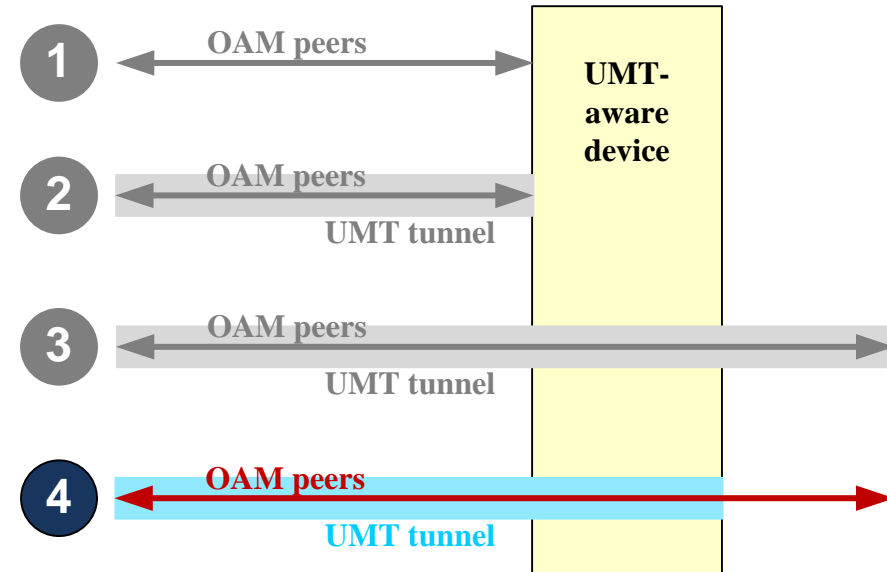 1
OAM peers
UMT-
aware
device
2
OAM peers
UMT tunnel
3
OAM peers
UMT tunnel
4
OAM peers
UMT tunnel